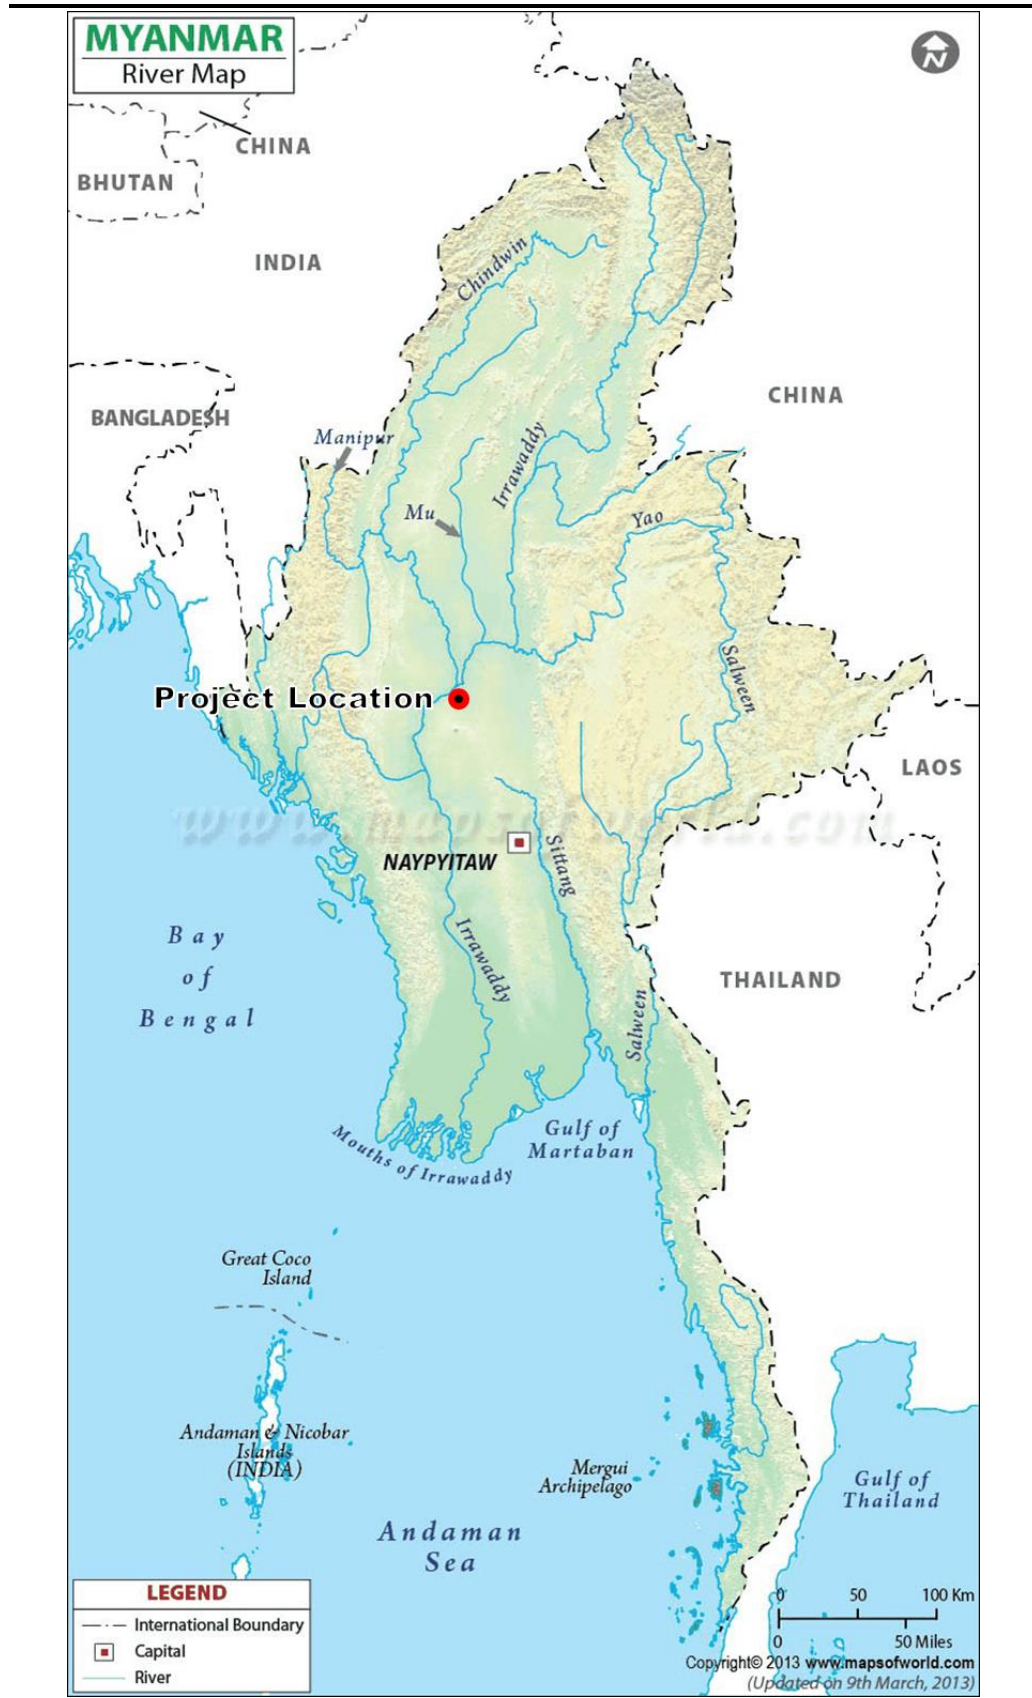 MYANMAR
River Map
N
CHINA
BHUTAN
INDIA
Chindwin
CHINA
BANGLADESH
Manipur
Irrawaddy
Mu
Yao
Salween
Project Location
LAOS
www.mapsofworld.com
Sittang
NAYPYITAW
Irrawaddy
Bay
of
Bengal
THAILAND
Salween
Gulf of
Martaban
Mouths of Irrawaddy
Great Coco
Island
Andaman & Nicobar
Islands
(INDIA)
Mergui
Archipelago
Gulf of
Thailand
Andaman
Sea
LEGEND
International Boundary
Capital
River
0 50 100 Km
0 50 Miles
Copyright© 2013 www.mapsofworld.com
(Updated on 9th March, 2013)